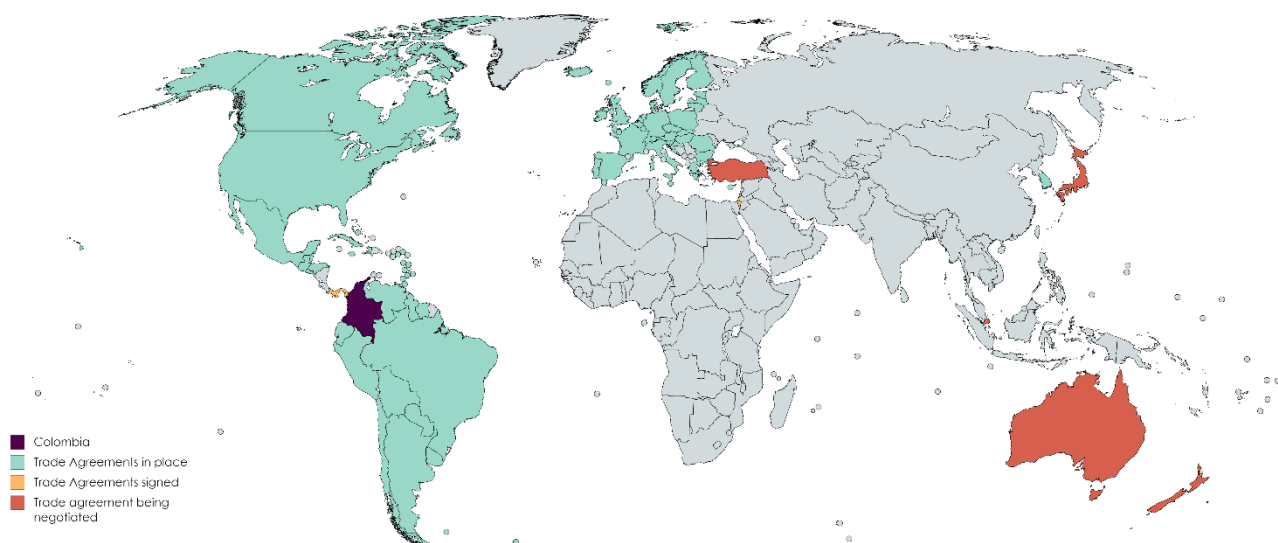 Colombia
Trade Agreements in place
Trade Agreements signed
Trade agreement being
negotiated